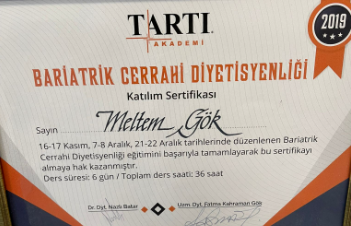 TARTI
AKADEMİ
2019
BARİATRİK CERRAHİ DİYETİSYENLİĞİ
Katılım Sertifikası
Sayın Meltem Gök
16-17 Kasım, 7-8 Aralık, 21-22 Aralık tarihlerinde düzenlenen Bariatrik
Cerrahi Diyetisyenliği eğitimini başarıyla tamamlayarak bu sertifikayı
almaya hak kazanmıştır.
Ders süresi: 6 gün / Toplam ders saati: 36 saat
Dr. Dyt. Nazlı Batar
Uzm. Dyt. Fatma Kahraman Gök